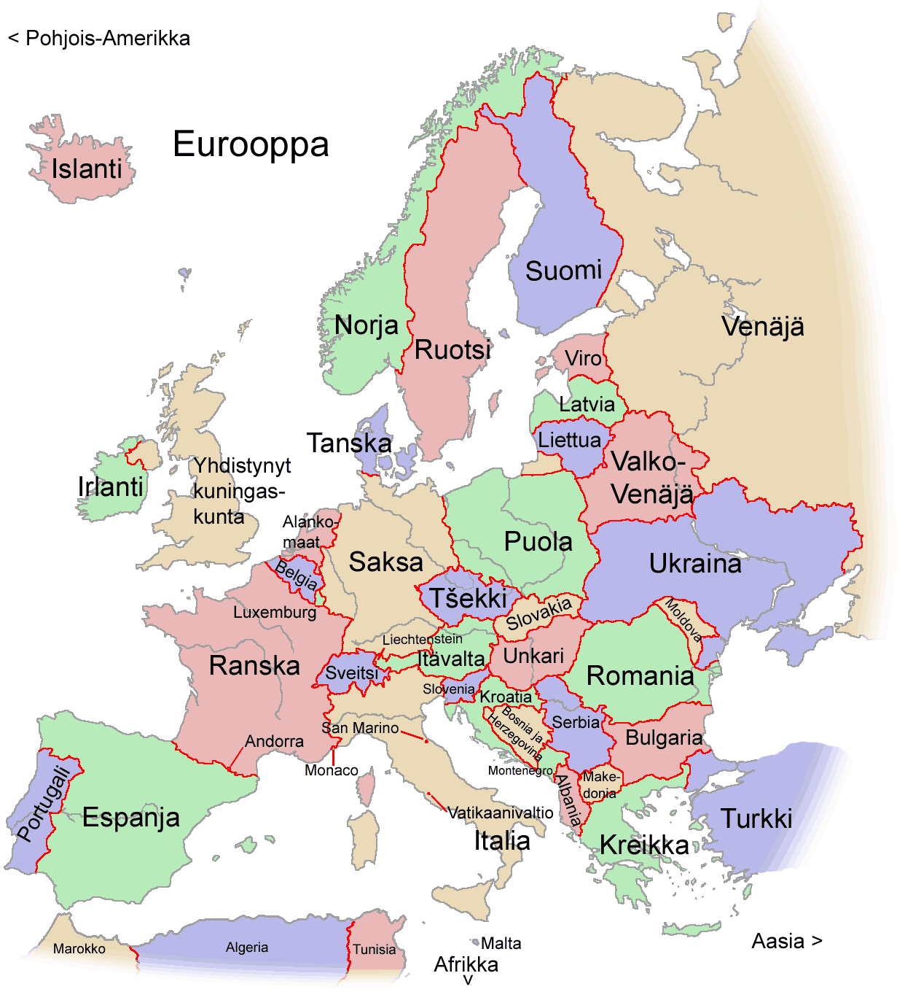 < Pohjois-Amerikka
Eurooppa
Islanti
Suomi
Norja
Ruotsi
Venäjä
Viro
Latvia
Liettua
Tanska
Valko-
Venäjä
Yhdistynyt
kuningas-
kunta
Irlanti
Alanko-
maat
Puola
Saksa
Ukraina
Belgia
Tšekki
Luxemburg
Slovakia
Moldova
Liechtenstein
Itävalta
Unkari
Ranska
Sveitsi
Romania
Slovenia
Kroatia
Serbia
Bosnia ja
Herzegovina
San Marino
Bulgaria
Andorra
Monaco
Montenegro
Make-
donia
Albania
Portugali
Espanja
Vatikaanivaltio
Italia
Kreikka
Turkki
Marokko
Algeria
Tunisia
Malta
Aasia >
Afrikka
>